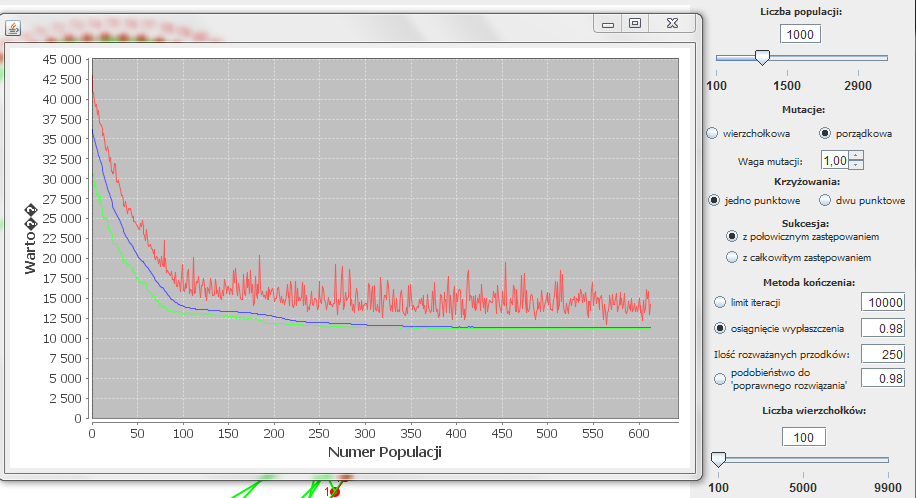 45 000
42 500
40 000
37 500
35 000
32 500
30 000
27 500
25 000
22 500
20 000
17 500
15 000
12 500
10 000
7 500
5 000
2 500
0
Warto��
0 50 100 150 200 250 300 350 400 450 500 550 600
Numer Populacji
Liczba populacji:
1000
100 1500 2900
Mutacje:
wierzchołkowa porządkowa
Waga mutacji: 1,00
Krzyżowania:
jedno punktowe dwu punktowe
Sukcesja:
z połowicznym zastępowaniem
z całkowitym zastępowaniem
Metoda kończenia:
limit iteracji 10000
osiągnięcie wypłaszczenia 0.98
Ilość rozważanych przodków: 250
podobieństwo do
'poprawnego rozwiązania' 0.98
Liczba wierzchołków:
100
100 5000 9900